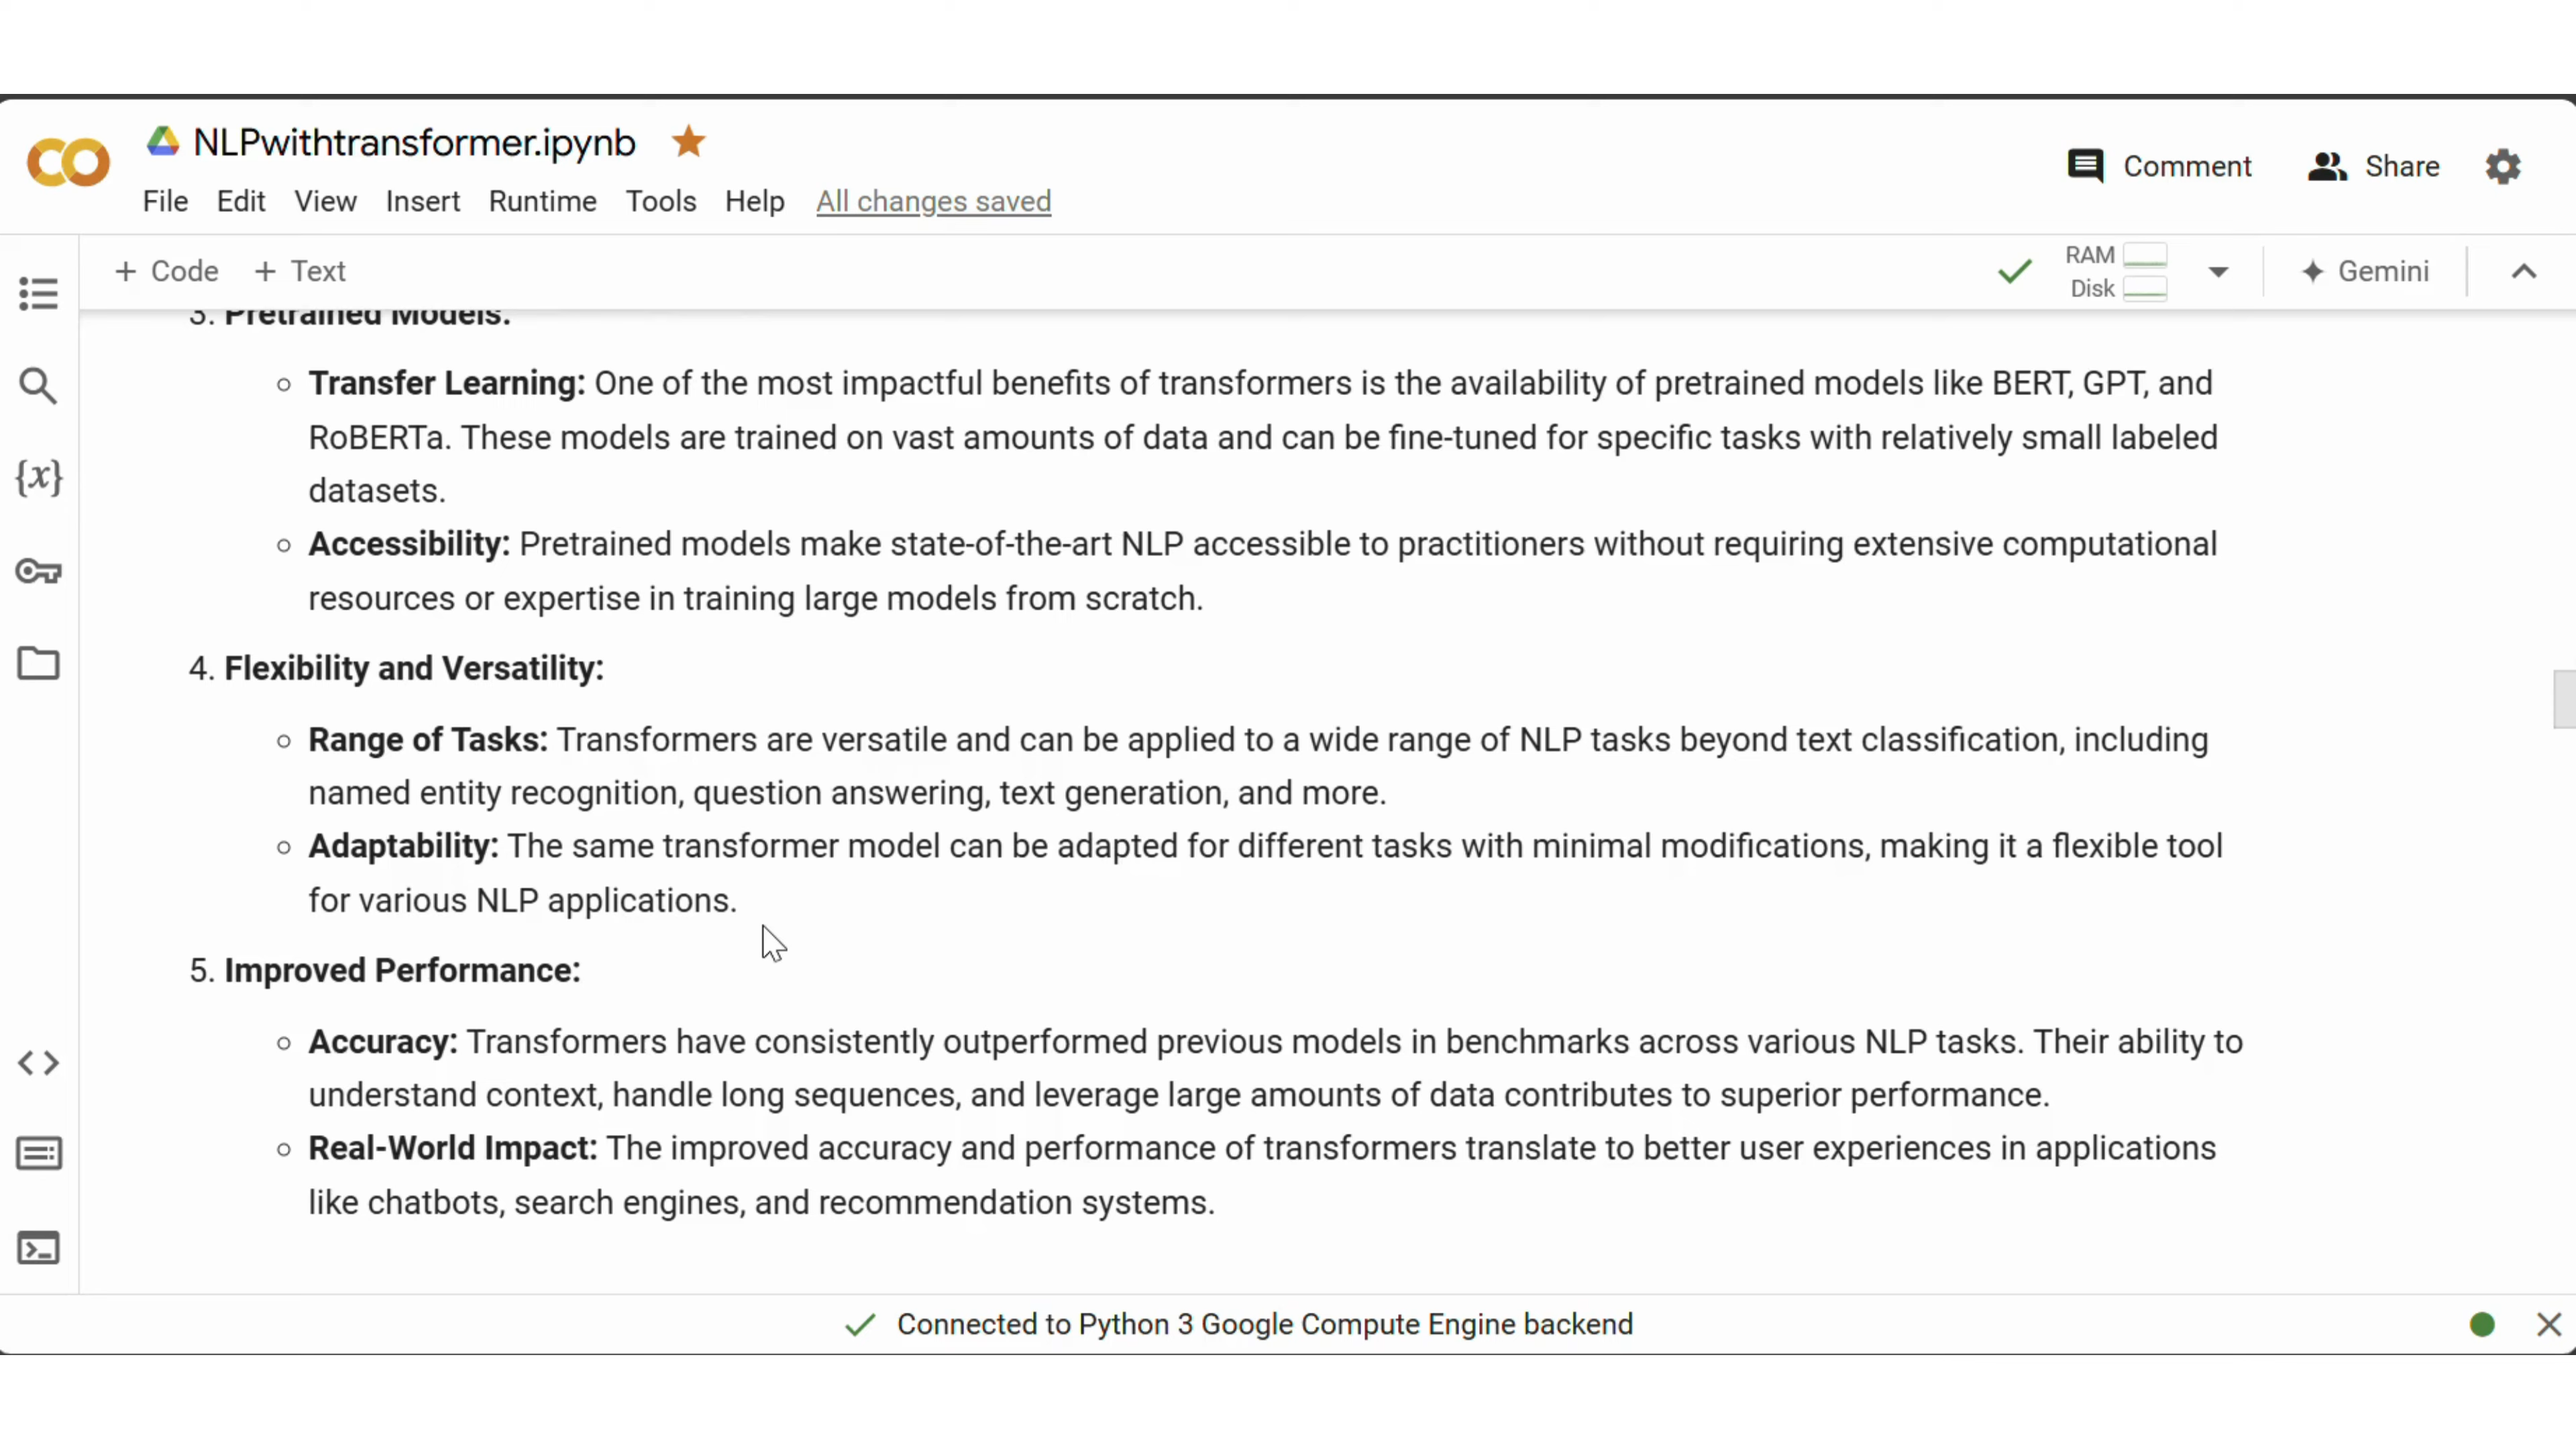 NLPwithtransformer.ipynb
Comment
Share
File Edit View Insert Runtime Tools Help All changes saved
+ Code + Text
RAM
Disk
Gemini
3. Pretrained Models:
Transfer Learning: One of the most impactful benefits of transformers is the availability of pretrained models like BERT, GPT, and
RoBERTa. These models are trained on vast amounts of data and can be fine-tuned for specific tasks with relatively small labeled
datasets.
Accessibility: Pretrained models make state-of-the-art NLP accessible to practitioners without requiring extensive computational
resources or expertise in training large models from scratch.
4. Flexibility and Versatility:
Range of Tasks: Transformers are versatile and can be applied to a wide range of NLP tasks beyond text classification, including
named entity recognition, question answering, text generation, and more.
Adaptability: The same transformer model can be adapted for different tasks with minimal modifications, making it a flexible tool
for various NLP applications.
5. Improved Performance:
Accuracy: Transformers have consistently outperformed previous models in benchmarks across various NLP tasks. Their ability to
understand context, handle long sequences, and leverage large amounts of data contributes to superior performance.
Real-World Impact: The improved accuracy and performance of transformers translate to better user experiences in applications
like chatbots, search engines, and recommendation systems.
Connected to Python 3 Google Compute Engine backend